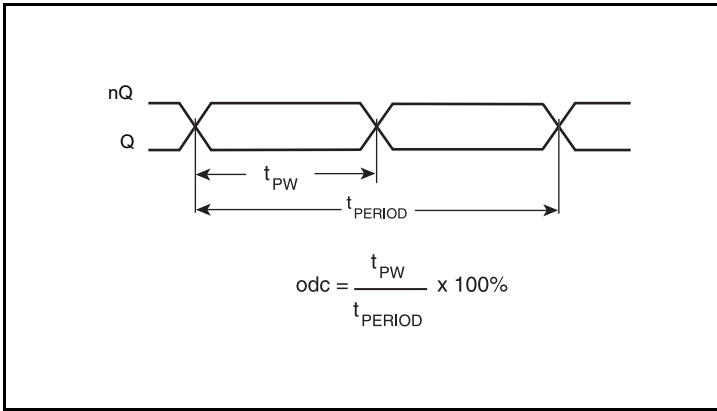 nQ
Q
tPW
tPERIOD
odc = tPW / tPERIOD x 100%